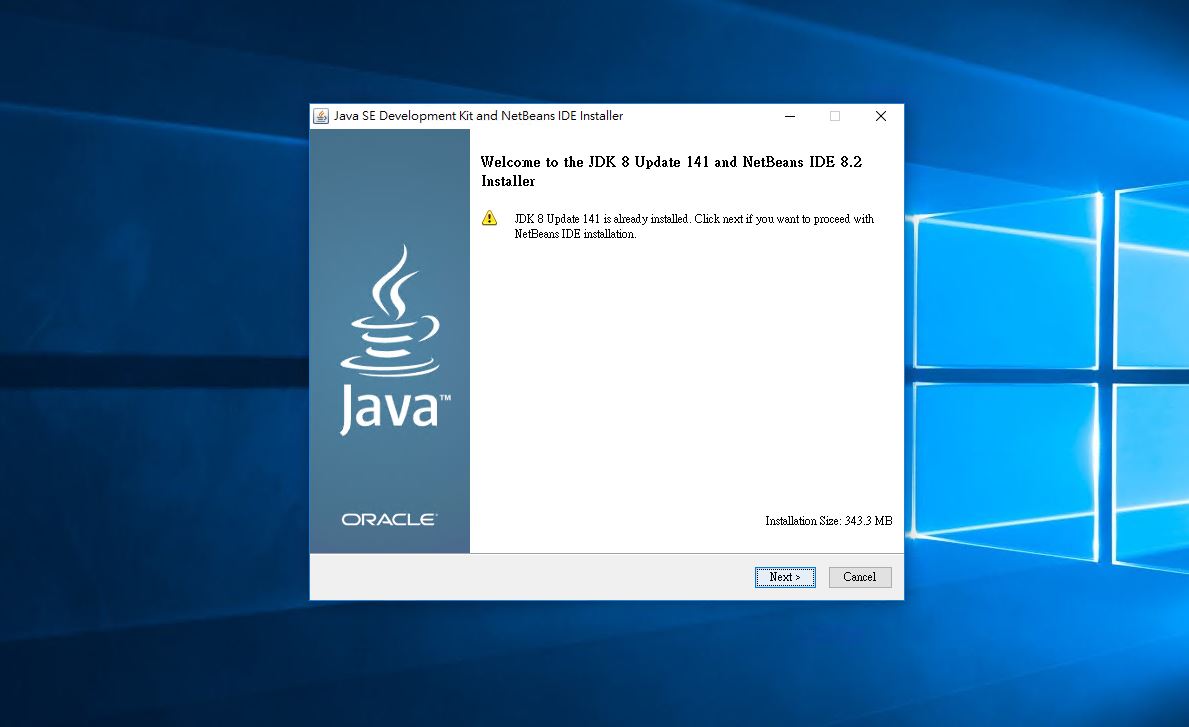 Java SE Development Kit and NetBeans IDE Installer
Welcome to the JDK 8 Update 141 and NetBeans IDE 8.2
Installer
JDK 8 Update 141 is already installed. Click next if you want to proceed with
NetBeans IDE installation.
Java™
ORACLE
Installation Size: 343.3 MB
Next >
Cancel